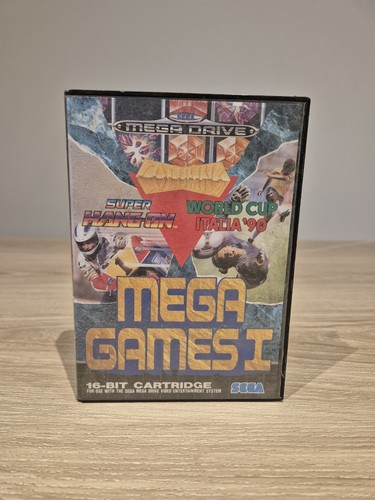 SEGA
MEGA DRIVE
COLUMNS
SUPER
HANG-ON
WORLD CUP
ITALIA '90
MEGA
GAMES I
16-BIT CARTRIDGE
FOR USE WITH THE SEGA MEGA DRIVE VIDEO ENTERTAINMENT SYSTEM
SEGA